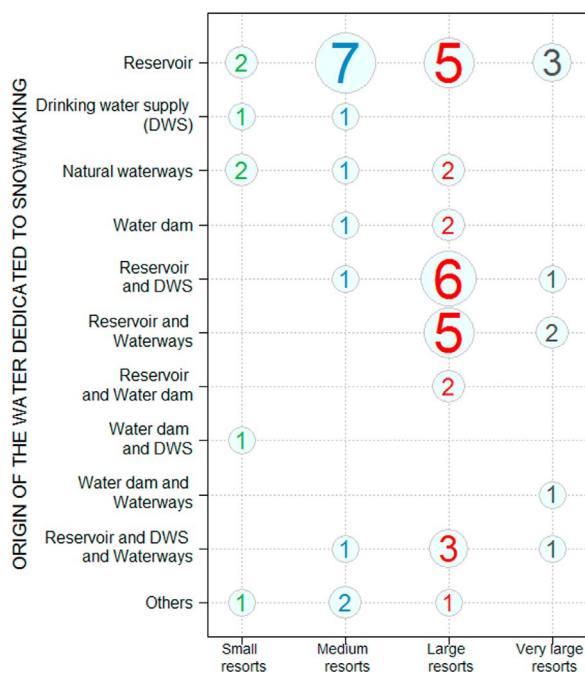 ORIGIN OF THE WATER DEDICATED TO SNOWMAKING
Reservoir 2 7 5 3
Drinking water supply
(DWS) 1 1
Natural waterways 2 1 2
Water dam 1 2
Reservoir
and DWS 1 6 1
Reservoir and
Waterways 5 2
Reservoir
and Water dam 2
Water dam
and DWS 1
Water dam and
Waterways 1
Reservoir and DWS
and Waterways 1 3 1
Others 1 2 1
Small Medium Large Very large
resorts resorts resorts resorts